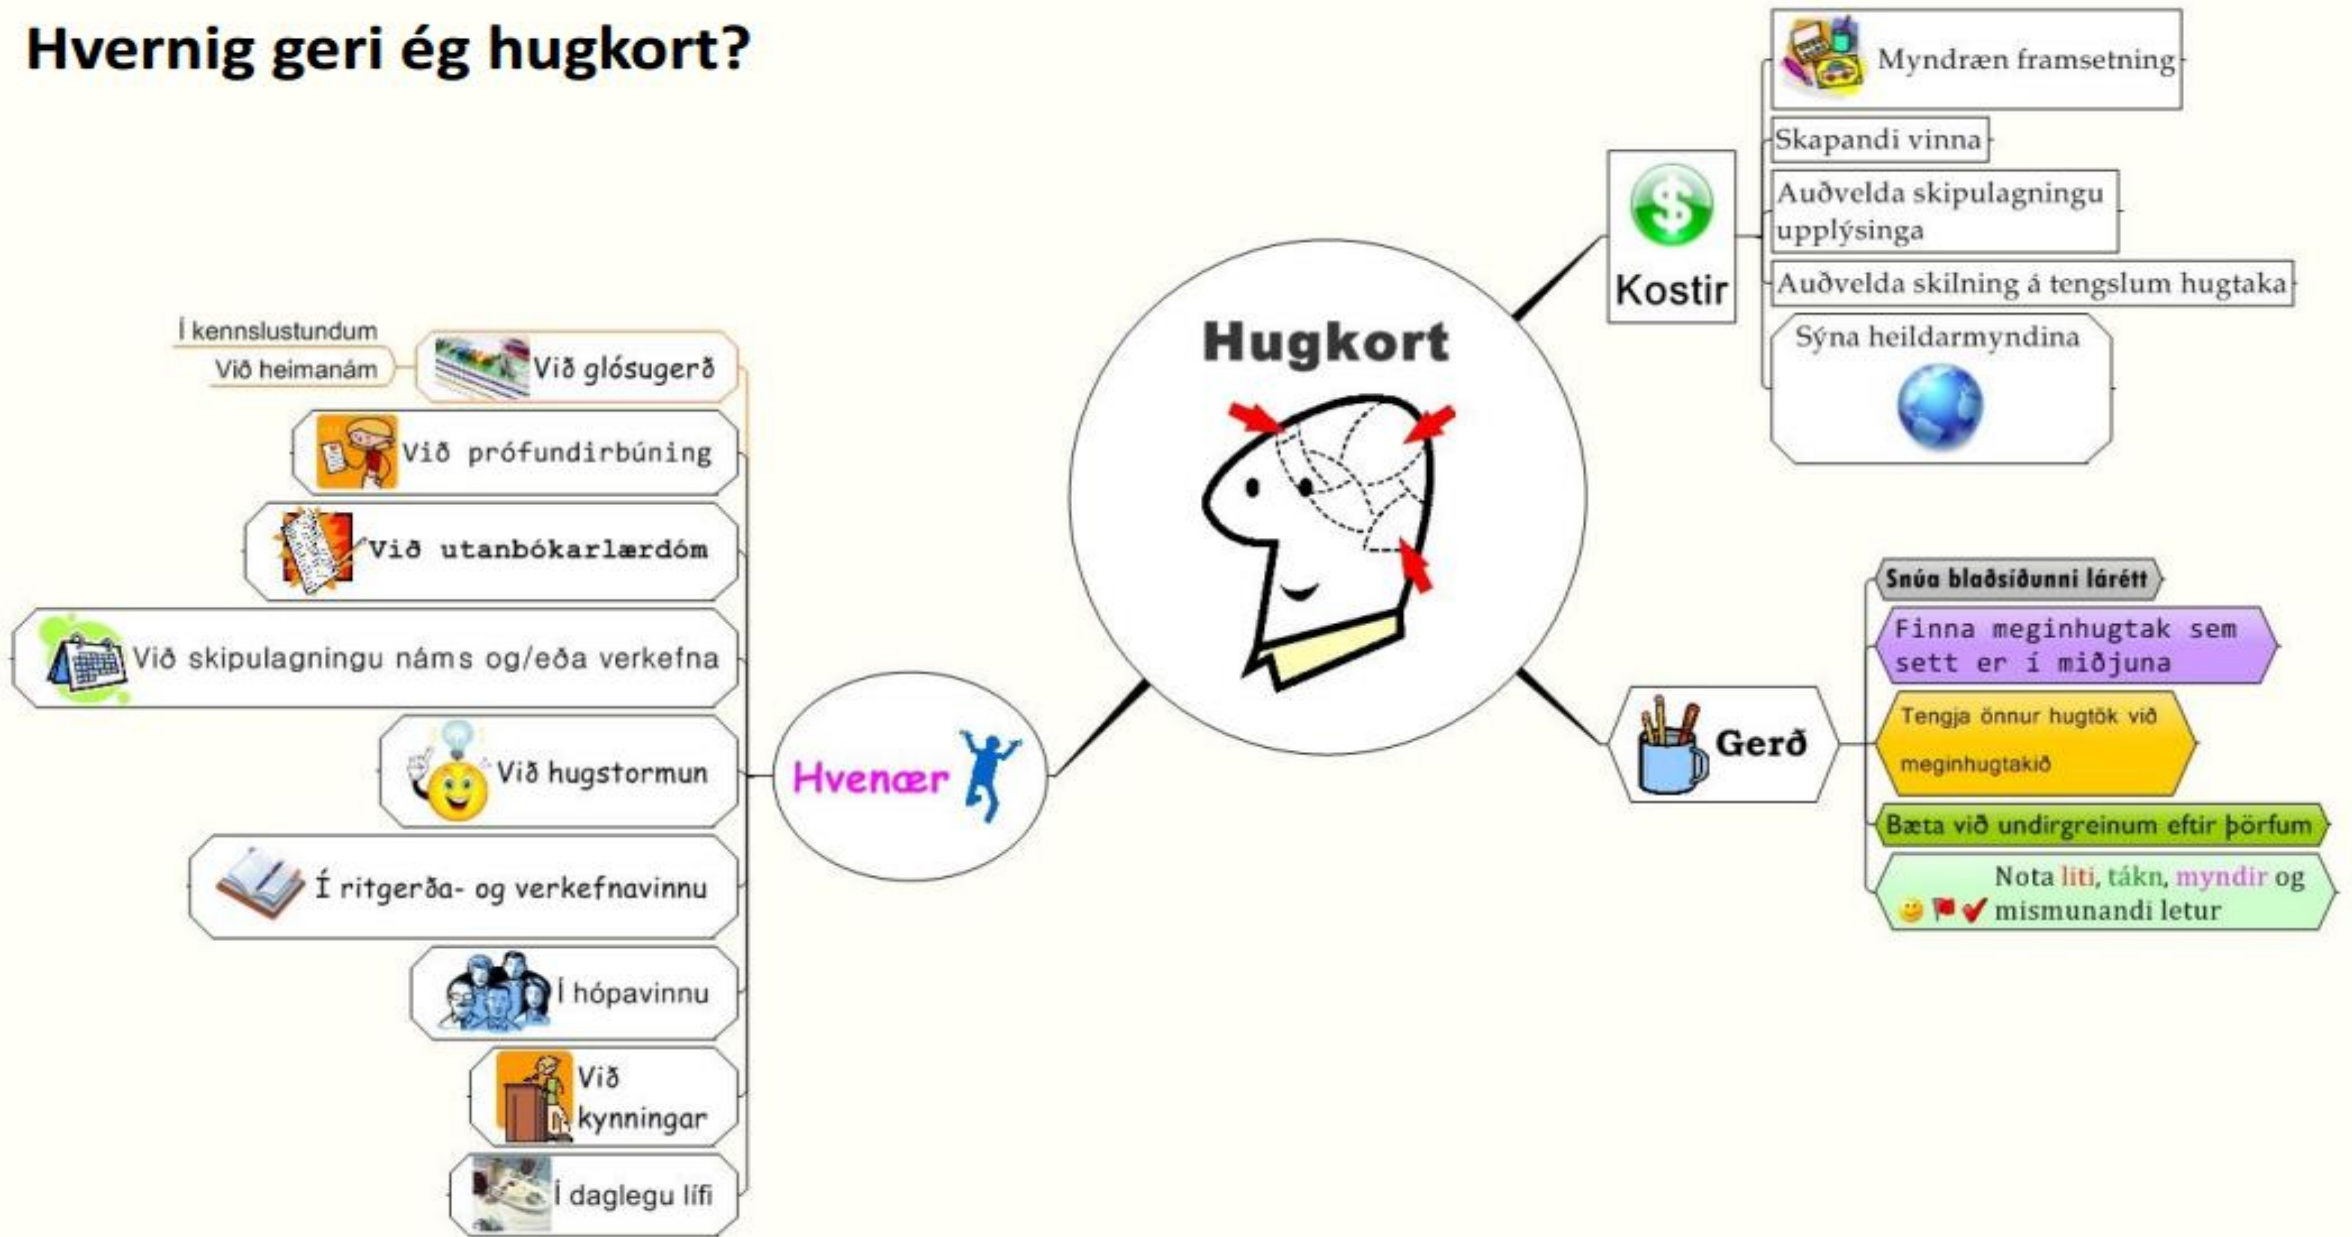 Hvernig geri ég hugkort?
Hugkort
Kostir
Myndræn framsetning
Skapandi vinna
Auðvelda skipulagningu
upplýsinga
Auðvelda skilning á tengslum hugtaka
Sýna heildarmyndina
Gerð
Snúa blaðsíðunni lárétt
Finna meginhugtak sem
sett er í miðjuna
Tengja önnur hugtök við
meginhugtakið
Bæta við undirgreinum eftir þörfum
Nota liti, tákn, myndir og
mismunandi letur
Hvenær
Við glósugerð
Í kennslustundum
Við heimanám
Við prófundirbúning
Við utanbókarlærdóm
Við skipulagningu náms og/eða verkefna
Við hugstormun
Í ritgerða- og verkefnavinnu
Í hópavinnu
Við
kynningar
Í daglegu lífi